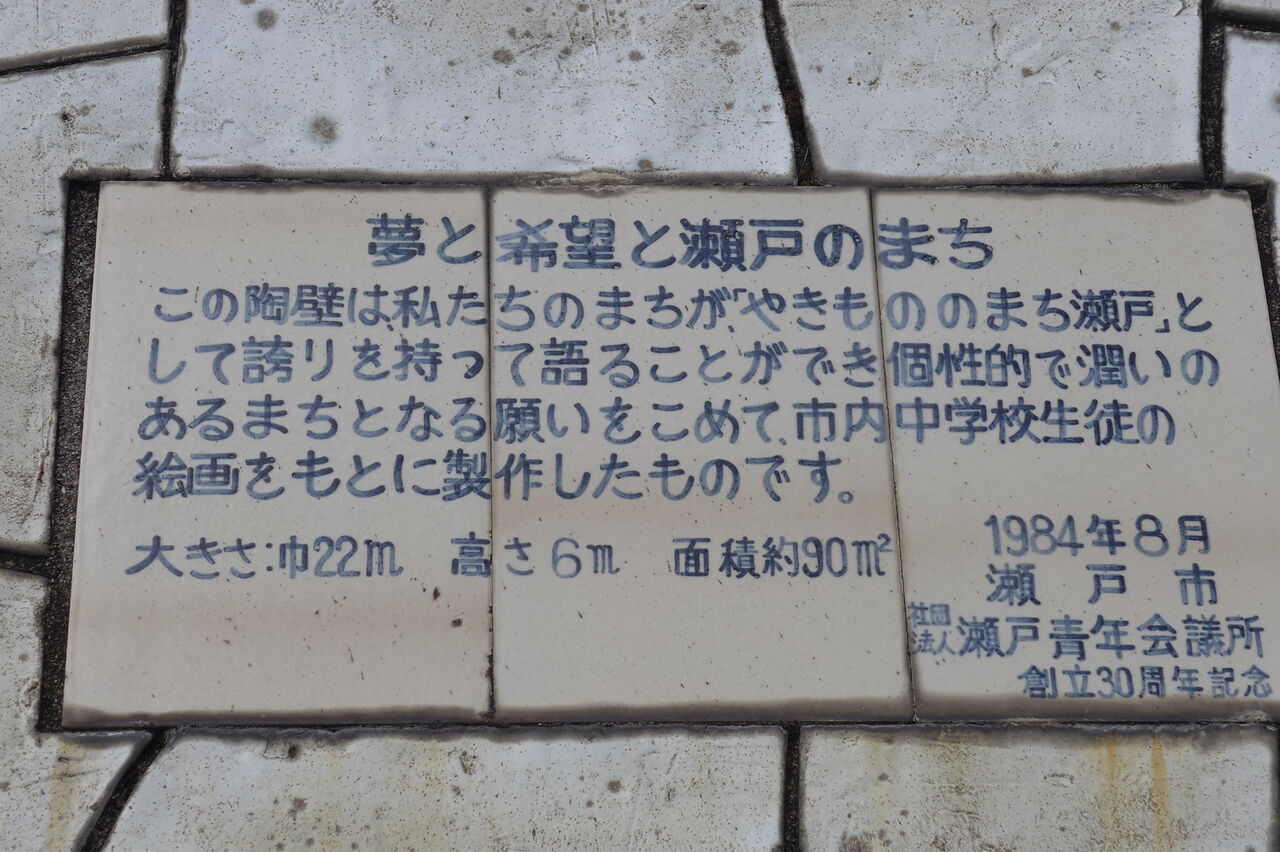 夢と希望と瀬戸のまち
この陶壁は、私たちのまちが、「やきもののまち瀬戸」と
して誇りを持って語ることができ個性的で潤いの
あるまちとなる願いをこめて、市内中学校生徒の
絵画をもとに製作したものです。
大きさ:巾22m 高さ6m 面積約90m²
1984年8月
瀬戸市
社団法人瀬戸青年会議所
創立30周年記念